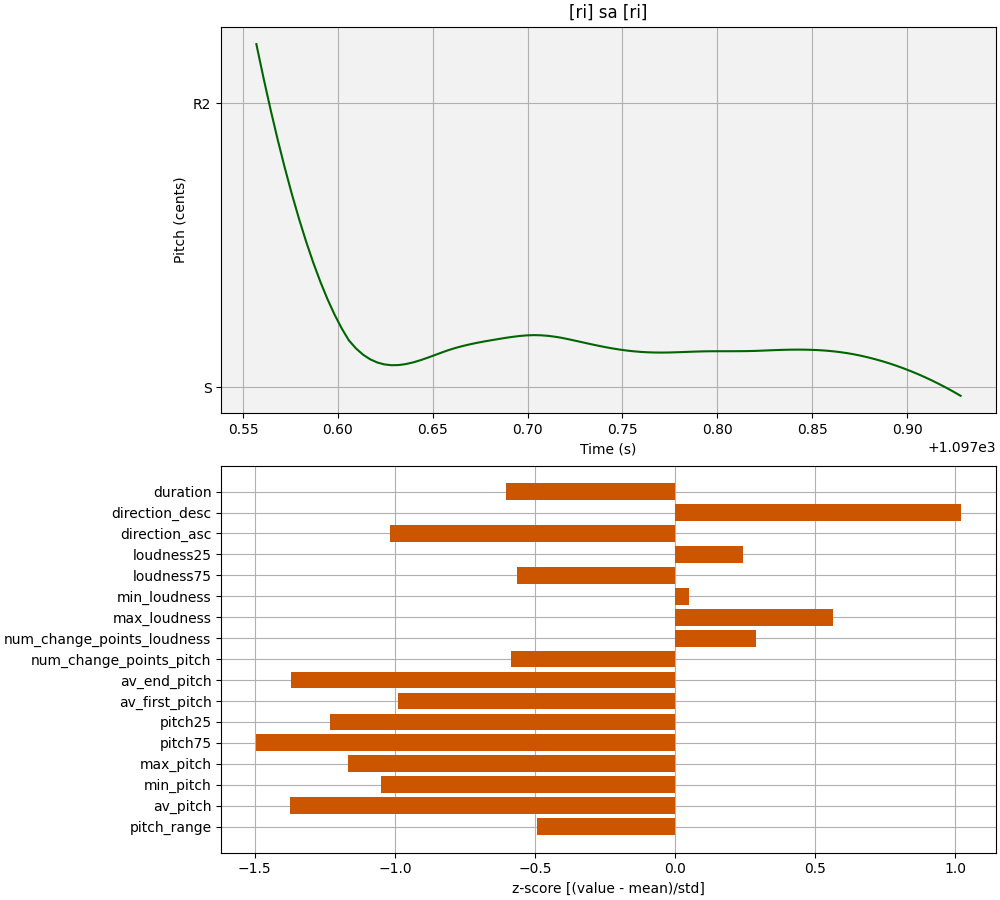 [ri] sa [ri]
R2
S
Pitch (cents)
0.55 0.60 0.65 0.70 0.75 0.80 0.85 0.90
Time (s)
+1.097e3
duration
direction_desc
direction_asc
loudness25
loudness75
min_loudness
max_loudness
num_change_points_loudness
num_change_points_pitch
av_end_pitch
av_first_pitch
pitch25
pitch75
max_pitch
min_pitch
av_pitch
pitch_range
−1.5 −1.0 −0.5 0.0 0.5 1.0
z-score [(value - mean)/std]